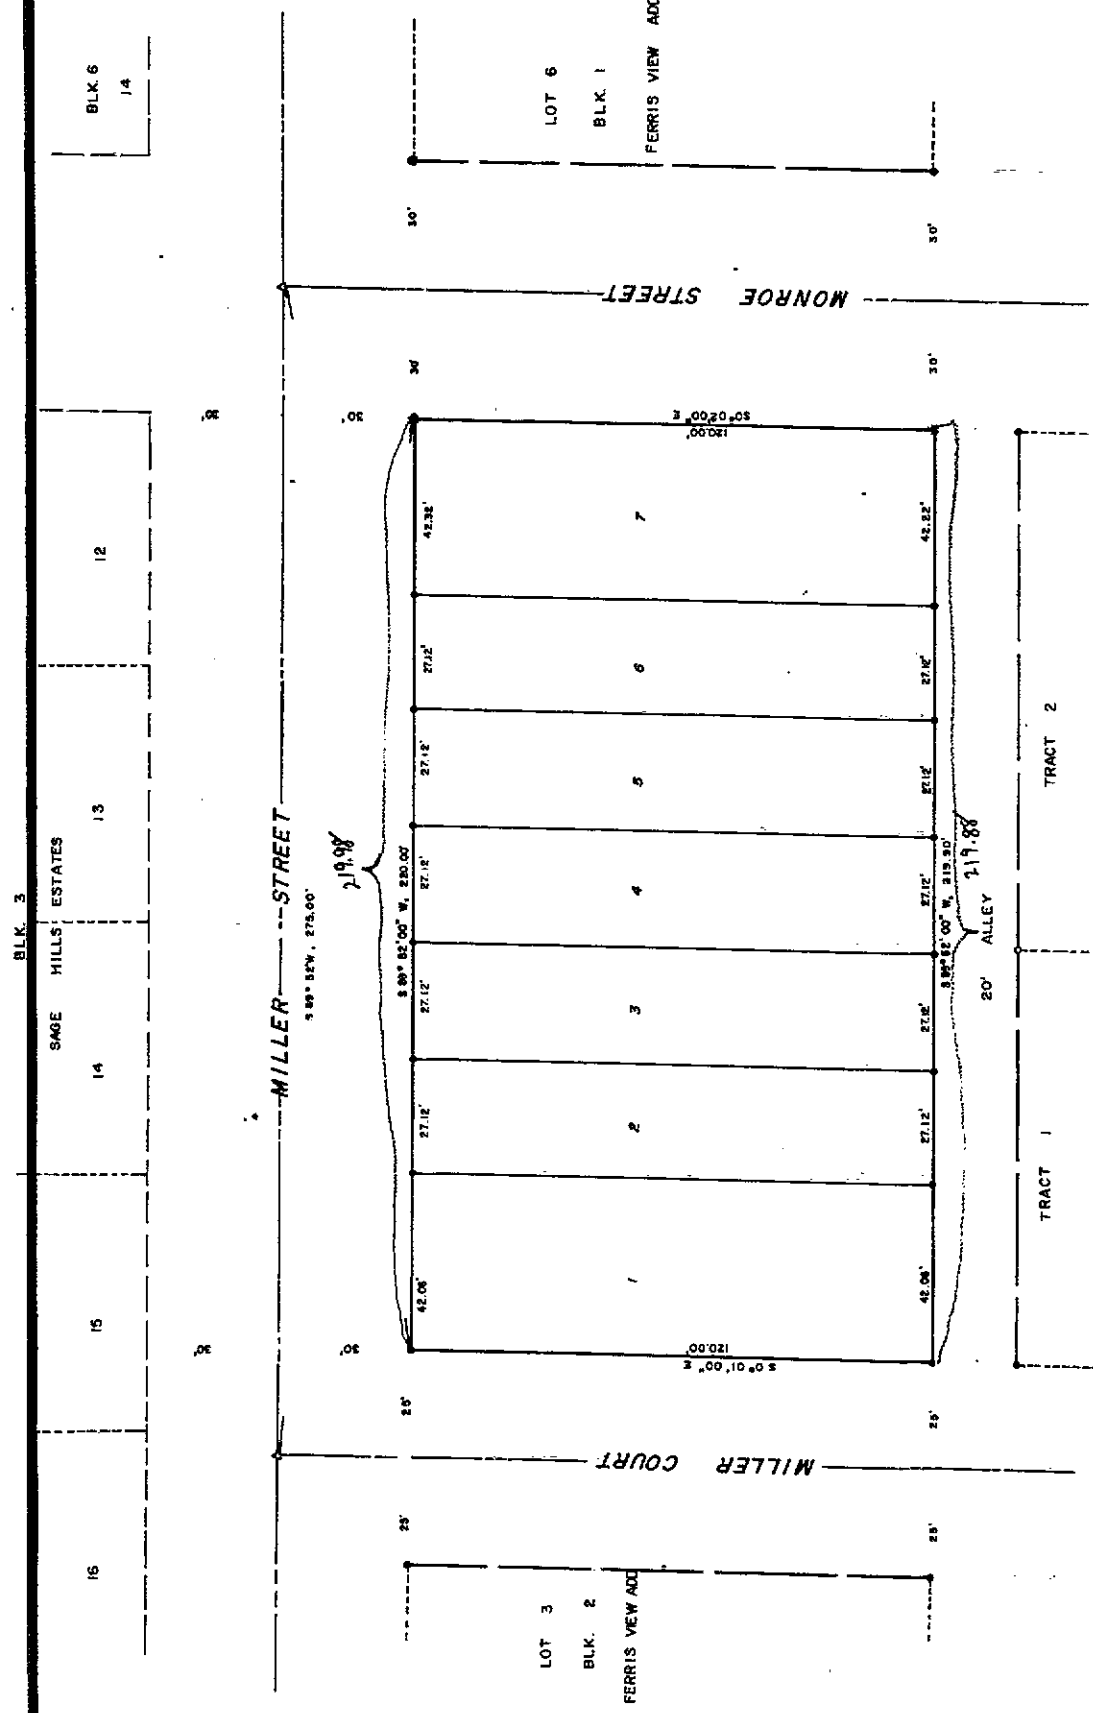 BLK. 3
SAGE HILLS ESTATES
16
15
14
13
12
BLK. 6
14
30'
30'
30'
MILLER STREET
S 89° 52' W, 275.00'
219.98
S 89° 52' 00" W, 220.00'
25'
25'
42.06'
27.12'
27.12'
27.12'
27.12'
27.12'
42.32'
30'
30'
LOT 3
BLK. 2
FERRIS VIEW ADD
MILLER COURT
S 0° 01' 00" E
120.00'
1
2
3
4
5
6
7
120.00'
S0° 02' 00" E
MONROE STREET
LOT 6
BLK. 1
FERRIS VIEW ADD
25'
25'
42.06'
27.12'
27.12'
27.12'
27.12'
27.12'
42.22'
30'
30'
S 89° 52' 00" W, 219.90'
219.88
20' ALLEY
TRACT 1
TRACT 2